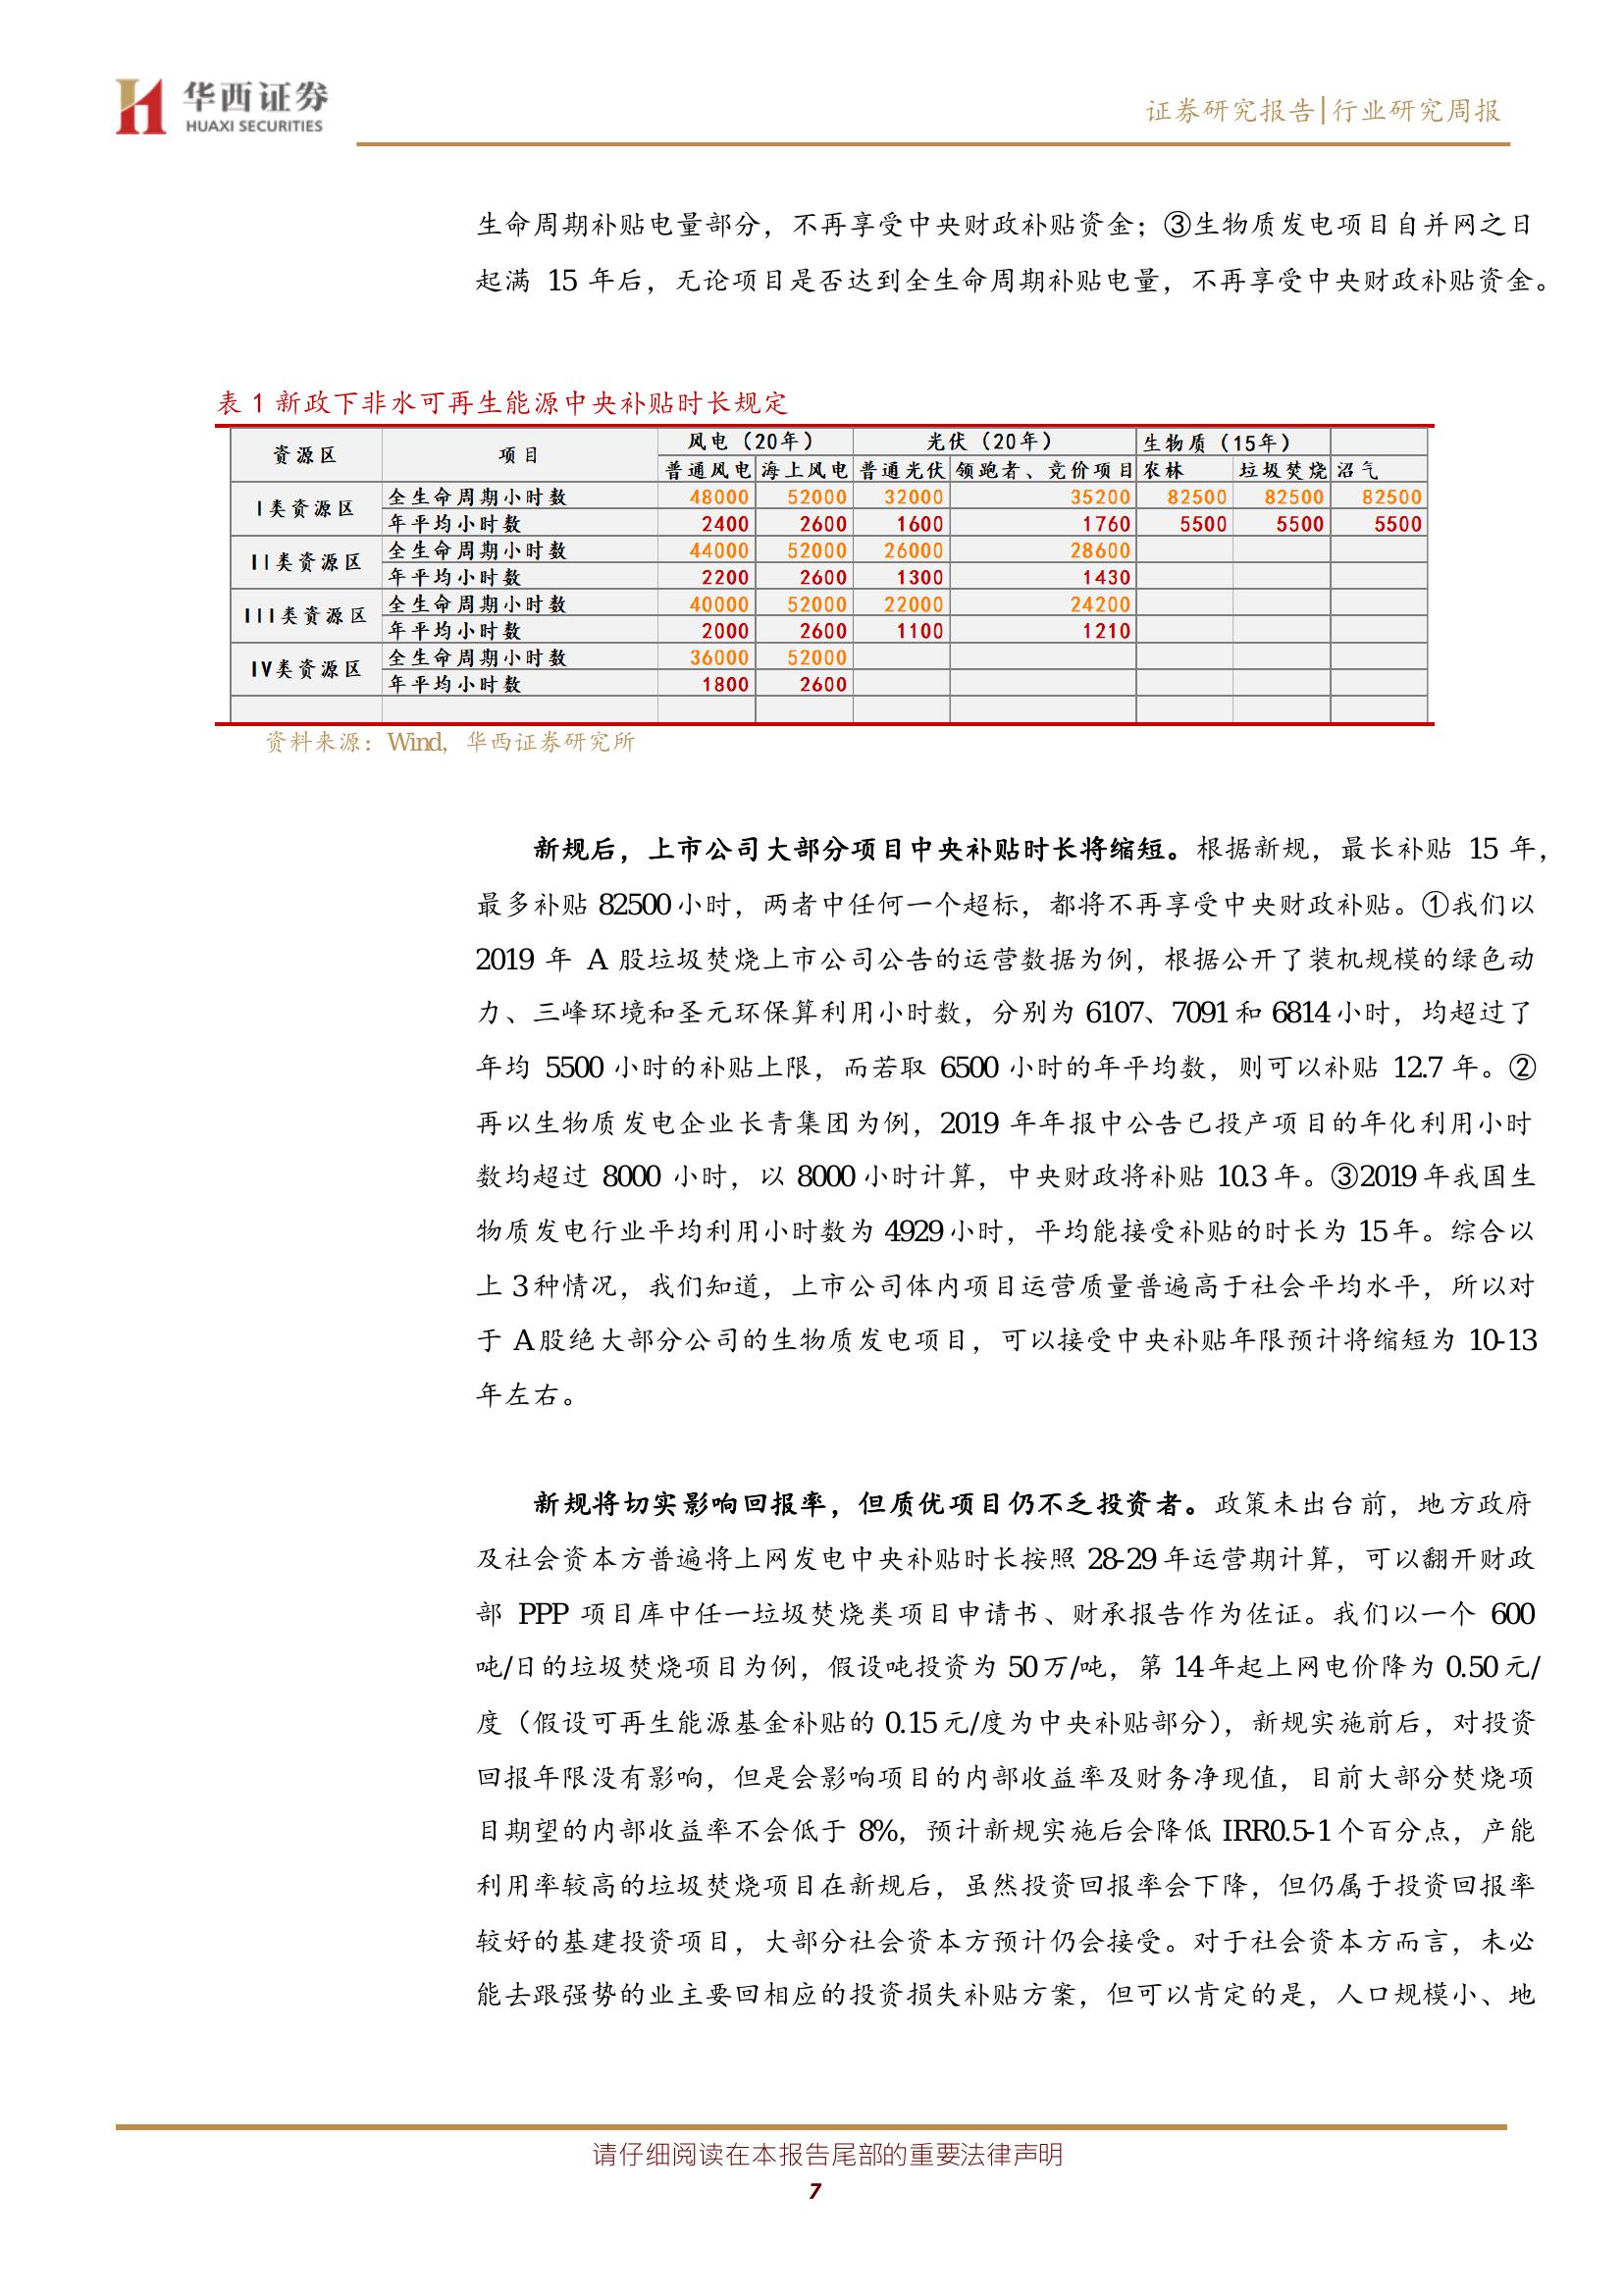 华西证券
HUAXI SECURITIES
证券研究报告|行业研究周报
生命周期补贴电量部分，不再享受中央财政补贴资金；③生物质发电项目自并网之日
起满 15 年后，无论项目是否达到全生命周期补贴电量，不再享受中央财政补贴资金。
表 1 新政下非水可再生能源中央补贴时长规定
资源区 项目 风电（20年） 光伏（20年） 生物质（15年）
普通风电 海上风电 普通光伏 领跑者、竞价项目 农林 垃圾焚烧 沼气
I类资源区 全生命周期小时数 48000 52000 32000 35200 82500 82500 82500
年平均小时数 2400 2600 1600 1760 5500 5500 5500
II类资源区 全生命周期小时数 44000 52000 26000 28600
年平均小时数 2200 2600 1300 1430
III类资源区 全生命周期小时数 40000 52000 22000 24200
年平均小时数 2000 2600 1100 1210
IV类资源区 全生命周期小时数 36000 52000
年平均小时数 1800 2600
资料来源：Wind，华西证券研究所
新规后，上市公司大部分项目中央补贴时长将缩短。根据新规，最长补贴 15 年，
最多补贴 82500 小时，两者中任何一个超标，都将不再享受中央财政补贴。①我们以
2019 年 A 股垃圾焚烧上市公司公告的运营数据为例，根据公开了装机规模的绿色动
力、三峰环境和圣元环保算利用小时数，分别为 6107、7091 和 6814 小时，均超过了
年均 5500 小时的补贴上限，而若取 6500 小时的年平均数，则可以补贴 12.7 年。②
再以生物质发电企业长青集团为例，2019 年年报中公告已投产项目的年化利用小时
数均超过 8000 小时，以 8000 小时计算，中央财政将补贴 10.3 年。③2019 年我国生
物质发电行业平均利用小时数为 4929 小时，平均能接受补贴的时长为 15 年。综合以
上 3 种情况，我们知道，上市公司体内项目运营质量普遍高于社会平均水平，所以对
于 A 股绝大部分公司的生物质发电项目，可以接受中央补贴年限预计将缩短为 10-13
年左右。
新规将切实影响回报率，但质优项目仍不乏投资者。政策未出台前，地方政府
及社会资本方普遍将上网发电中央补贴时长按照 28-29 年运营期计算，可以翻开财政
部 PPP 项目库中任一垃圾焚烧类项目申请书、财承报告作为佐证。我们以一个 600
吨/日的垃圾焚烧项目为例，假设吨投资为 50 万/吨，第 14 年起上网电价降为 0.50 元/
度（假设可再生能源基金补贴的 0.15 元/度为中央补贴部分），新规实施前后，对投资
回报年限没有影响，但是会影响项目的内部收益率及财务净现值，目前大部分焚烧项
目期望的内部收益率不会低于 8%，预计新规实施后会降低 IRR0.5-1 个百分点，产能
利用率较高的垃圾焚烧项目在新规后，虽然投资回报率会下降，但仍属于投资回报率
较好的基建投资项目，大部分社会资本方预计仍会接受。对于社会资本方而言，未必
能去跟强势的业主要回相应的投资损失补贴方案，但可以肯定的是，人口规模小、地
请仔细阅读在本报告尾部的重要法律声明
7